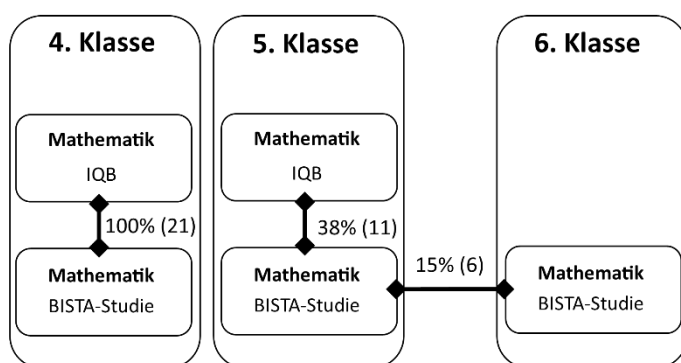 4. Klasse
Mathematik
IQB
100% (21)
Mathematik
BISTA-Studie
5. Klasse
Mathematik
IQB
38% (11)
Mathematik
BISTA-Studie
15% (6)
6. Klasse
Mathematik
BISTA-Studie